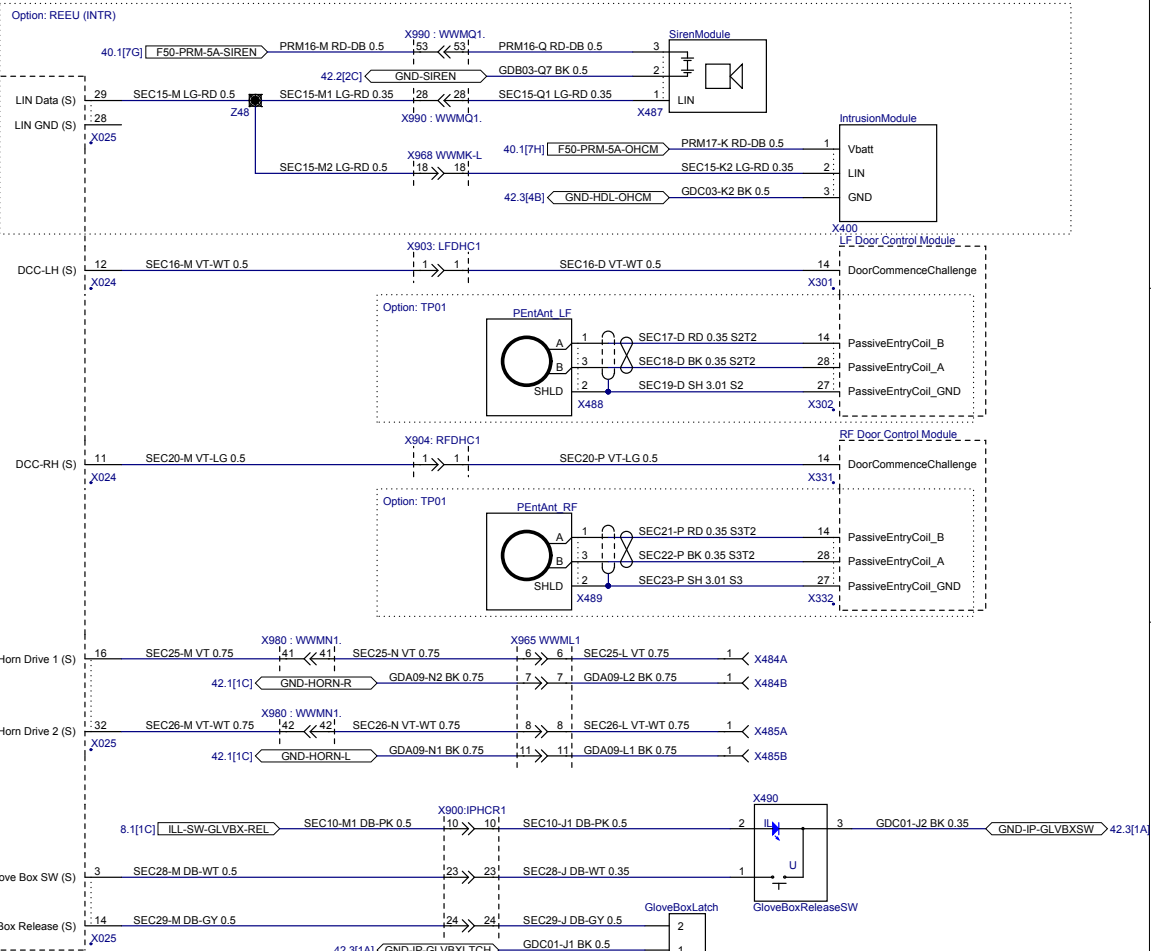 Option: REEU (INTR)
X990 : WWMQ1.
SirenModule
40.1[7G] F50-PRM-5A-SIREN PRM16-M RD-DB 0.5 53 53 PRM16-Q RD-DB 0.5 3
42.2[2C] GND-SIREN GDB03-Q7 BK 0.5 2
LIN Data (S) 29 SEC15-M LG-RD 0.5 SEC15-M1 LG-RD 0.35 28 28 SEC15-Q1 LG-RD 0.35 1 LIN
Z48 X990 : WWMQ1. X487
LIN GND (S) 28
X025
IntrusionModule
40.1[7H] F50-PRM-5A-OHCM PRM17-K RD-DB 0.5 1 Vbatt
X968 WWMK-L
SEC15-M2 LG-RD 0.5 18 18 SEC15-K2 LG-RD 0.35 2 LIN
42.3[4B] GND-HDL-OHCM GDC03-K2 BK 0.5 3 GND
X400
X903: LFDHC1 LF Door Control Module
DCC-LH (S) 12 SEC16-M VT-WT 0.5 1 1 SEC16-D VT-WT 0.5 14 DoorCommenceChallenge
X024 X301
Option: TP01 PEntAnt_LF
A 1 SEC17-D RD 0.35 S2T2 14 PassiveEntryCoil_B
B 3 SEC18-D BK 0.35 S2T2 28 PassiveEntryCoil_A
SHLD 2 SEC19-D SH 3.01 S2 27 PassiveEntryCoil_GND
X488 X302
X904: RFDHC1 RF Door Control Module
DCC-RH (S) 11 SEC20-M VT-LG 0.5 1 1 SEC20-P VT-LG 0.5 14 DoorCommenceChallenge
X024 X331
Option: TP01 PEntAnt_RF
A 1 SEC21-P RD 0.35 S3T2 14 PassiveEntryCoil_B
B 3 SEC22-P BK 0.35 S3T2 28 PassiveEntryCoil_A
SHLD 2 SEC23-P SH 3.01 S3 27 PassiveEntryCoil_GND
X489 X332
X980 : WWMN1. X965 WWML1
Horn Drive 1 (S) 16 SEC25-M VT 0.75 41 41 SEC25-N VT 0.75 6 6 SEC25-L VT 0.75 1 X484A
42.1[1C] GND-HORN-R GDA09-N2 BK 0.75 7 7 GDA09-L2 BK 0.75 1 X484B
X980 : WWMN1.
Horn Drive 2 (S) 32 SEC26-M VT-WT 0.75 42 42 SEC26-N VT-WT 0.75 8 8 SEC26-L VT-WT 0.75 1 X485A
X025
42.1[1C] GND-HORN-L GDA09-N1 BK 0.75 11 11 GDA09-L1 BK 0.75 1 X485B
X900:IPHCR1 X490
8.1[1C] ILL-SW-GLVBX-REL SEC10-M1 DB-PK 0.5 10 10 SEC10-J1 DB-PK 0.5 2 IL 3 GDC01-J2 BK 0.35 GND-IP-GLVBXSW 42.3[1A]
ove Box SW (S) 3 SEC28-M DB-WT 0.5 23 23 SEC28-J DB-WT 0.35 1 U
GloveBoxReleaseSW
GloveBoxLatch
Box Release (S) 14 SEC29-M DB-GY 0.5 24 24 SEC29-J DB-GY 0.5 2
X025
42.3[1A] GND-IP-GLVBXLTCH GDC01-J1 BK 0.5 1